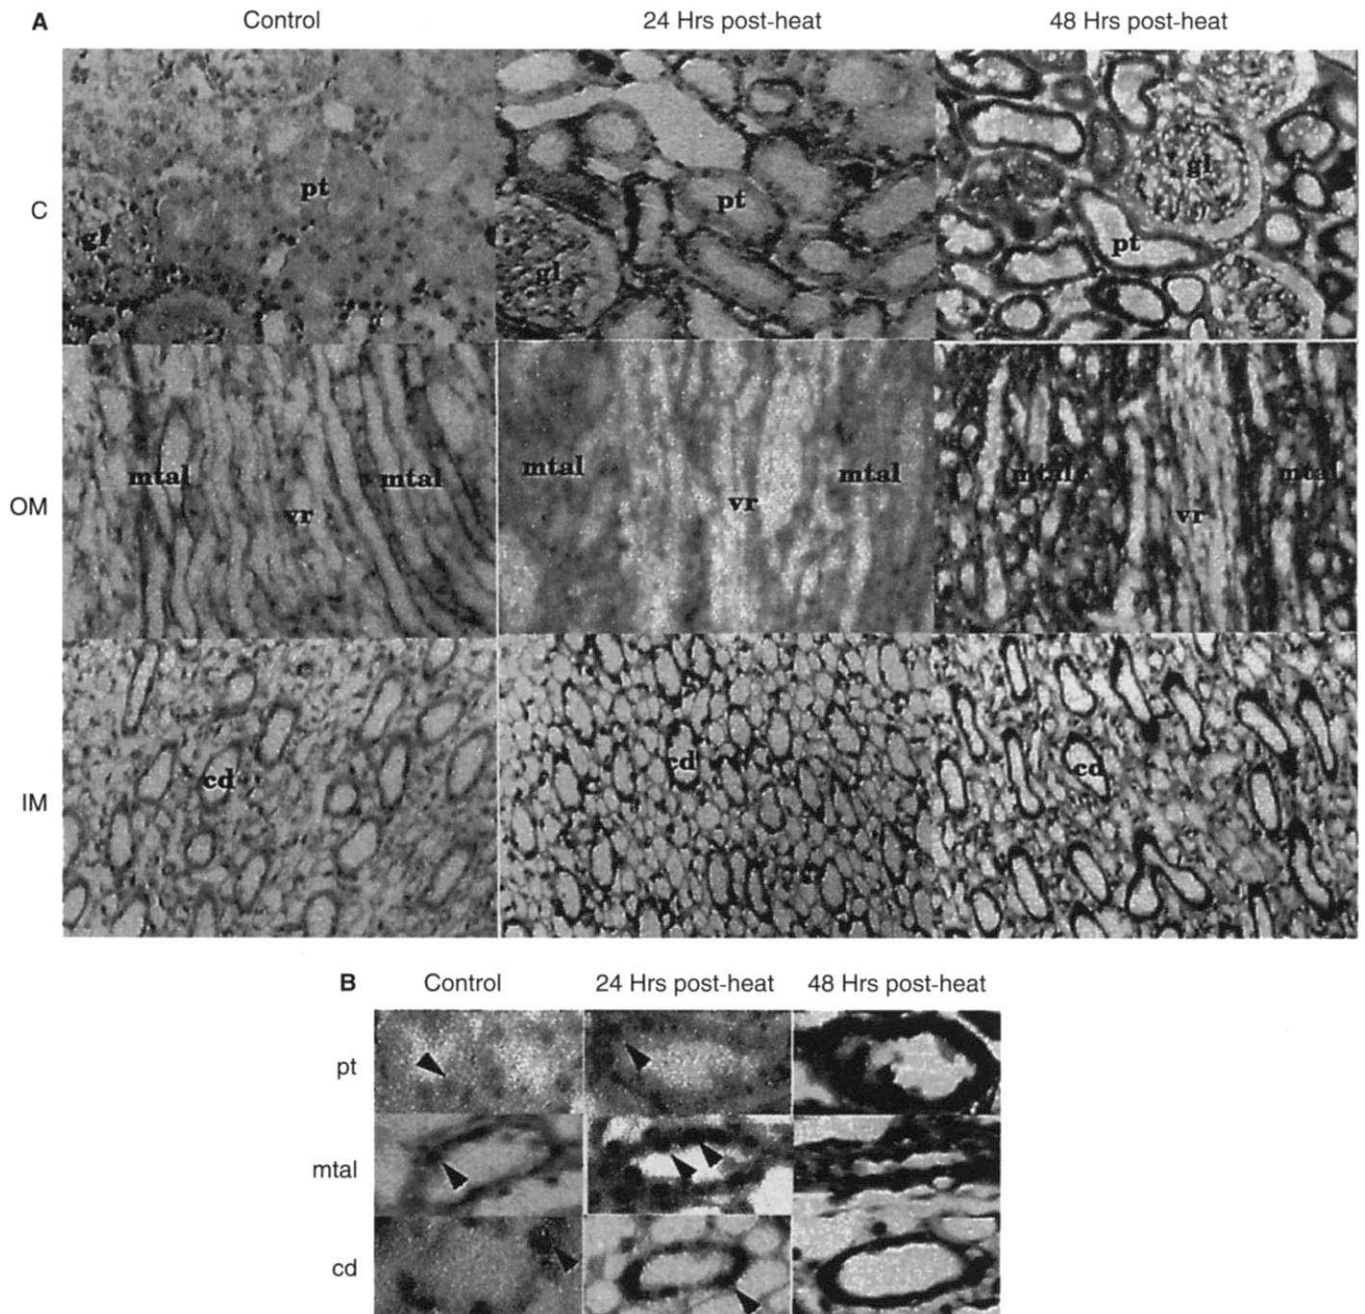 A Control 24 Hrs post-heat 48 Hrs post-heat
C gl pt gl pt gl pt
OM mtal vr mtal mtal vr mtal mtal vr mtal
IM cd cd cd
B Control 24 Hrs post-heat 48 Hrs post-heat
pt
mtal
cd